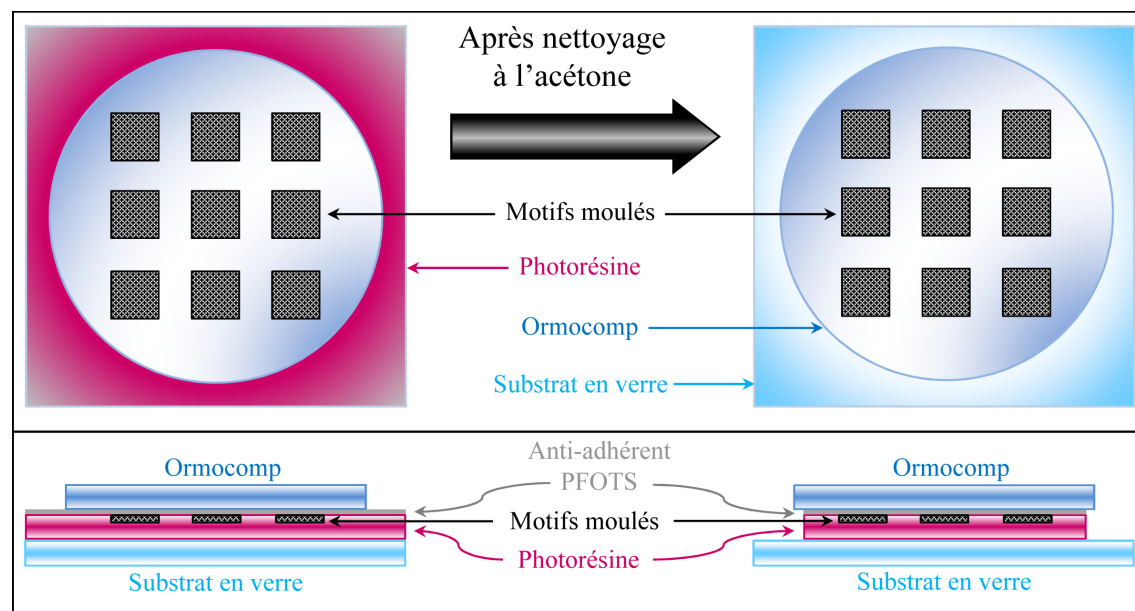 Après nettoyage
à l’acétone
Motifs moulés
Photorésine
Ormocomp
Substrat en verre
Ormocomp
Anti-adhérent
PFOTS
Ormocomp
Motifs moulés
Photorésine
Substrat en verre
Substrat en verre